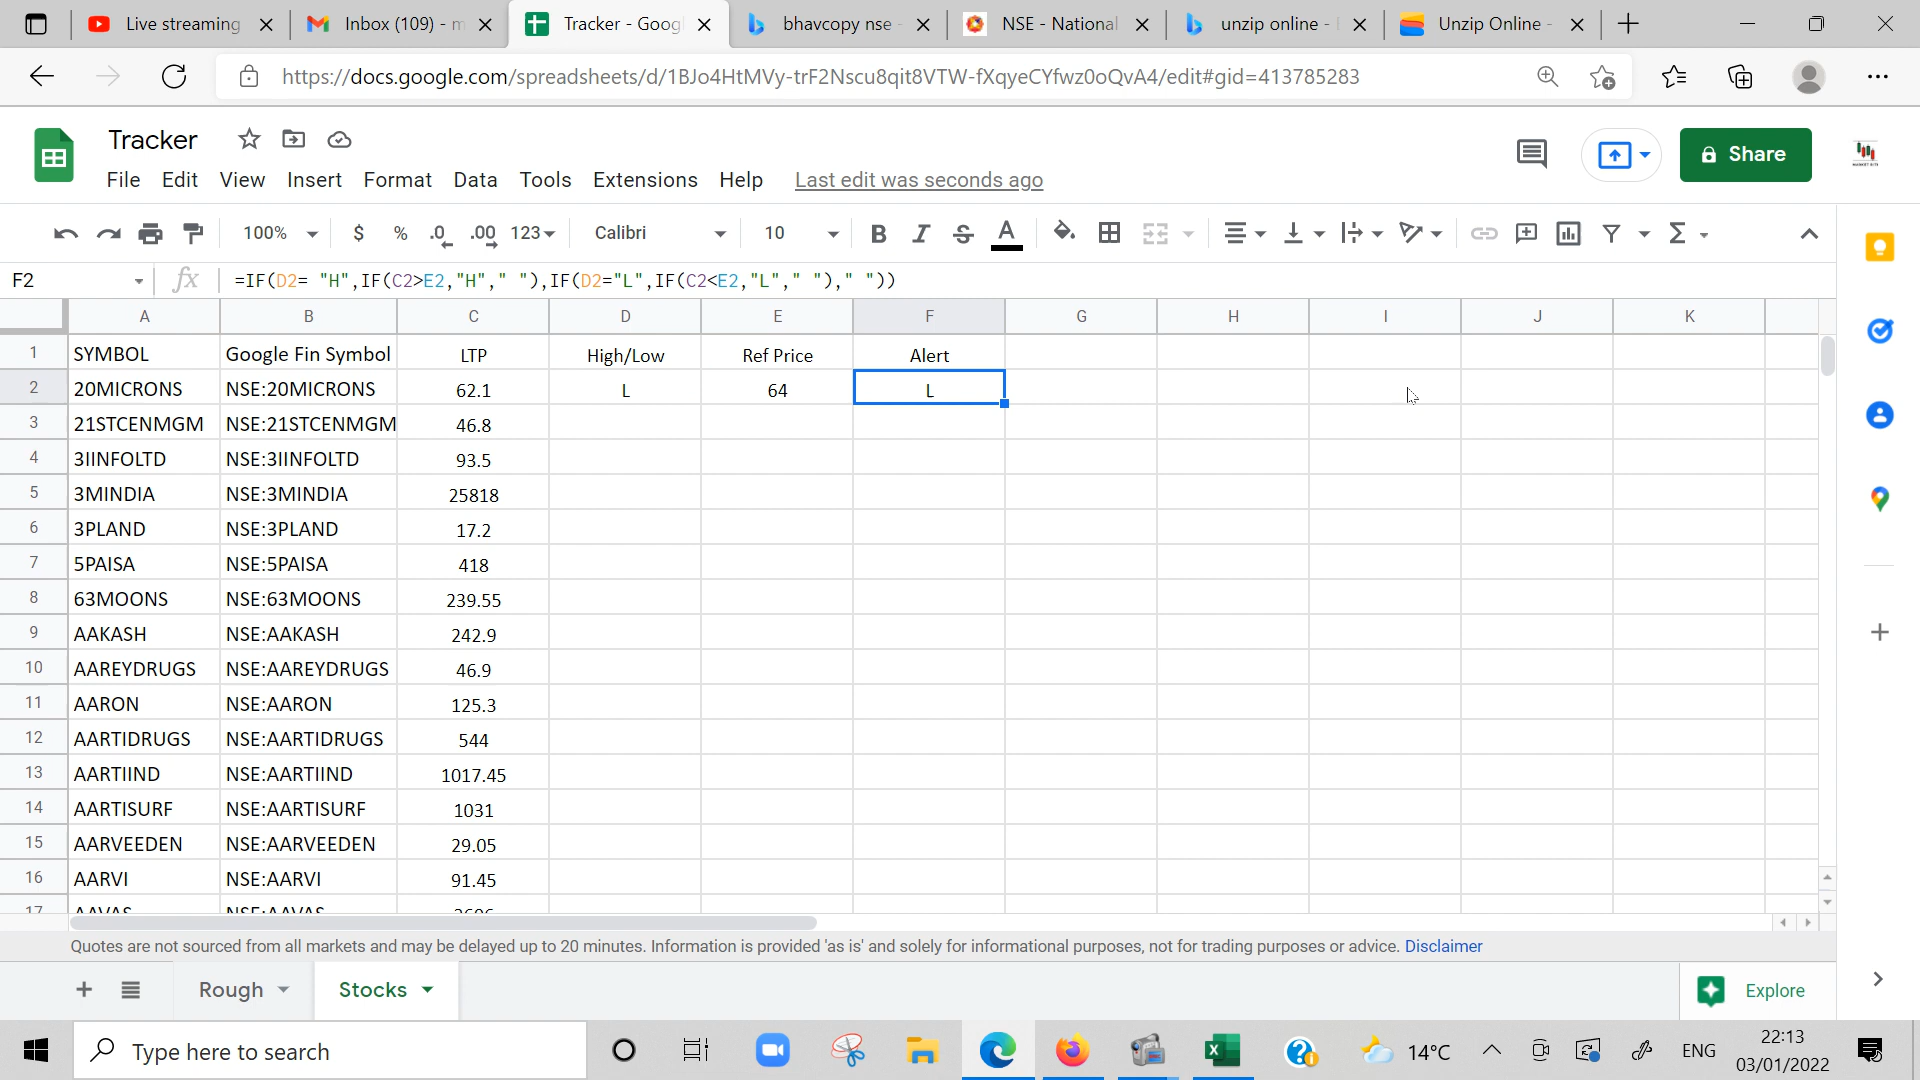 Live streaming
Inbox (109) - m
Tracker - Goog
bhavcopy nse -
NSE - National
unzip online -
Unzip Online -
https://docs.google.com/spreadsheets/d/1BJo4HtMVy-trF2Nscu8qit8VTW-fXqyeCYfwz0oQvA4/edit#gid=413785283
Tracker
Share
File Edit View Insert Format Data Tools Extensions Help Last edit was seconds ago
100% $ % .0 .00 123 Calibri 10 B I S A Σ
F2 fx =IF(D2= "H",IF(C2>E2,"H"," "),IF(D2="L",IF(C2<E2,"L"," ")," "))
A B C D E F G H I J K
1 SYMBOL Google Fin Symbol LTP High/Low Ref Price Alert
2 20MICRONS NSE:20MICRONS 62.1 L 64 L
3 21STCENMGM NSE:21STCENMGM 46.8
4 3IINFOLTD NSE:3IINFOLTD 93.5
5 3MINDIA NSE:3MINDIA 25818
6 3PLAND NSE:3PLAND 17.2
7 5PAISA NSE:5PAISA 418
8 63MOONS NSE:63MOONS 239.55
9 AAKASH NSE:AAKASH 242.9
10 AAREYDRUGS NSE:AAREYDRUGS 46.9
11 AARON NSE:AARON 125.3
12 AARTIDRUGS NSE:AARTIDRUGS 544
13 AARTIIND NSE:AARTIIND 1017.45
14 AARTISURF NSE:AARTISURF 1031
15 AARVEEDEN NSE:AARVEEDEN 29.05
16 AARVI NSE:AARVI 91.45
17 AAVAS NSE:AAVAS
Quotes are not sourced from all markets and may be delayed up to 20 minutes. Information is provided 'as is' and solely for informational purposes, not for trading purposes or advice. Disclaimer
Rough Stocks Explore
Type here to search
14°C
ENG
22:13
03/01/2022